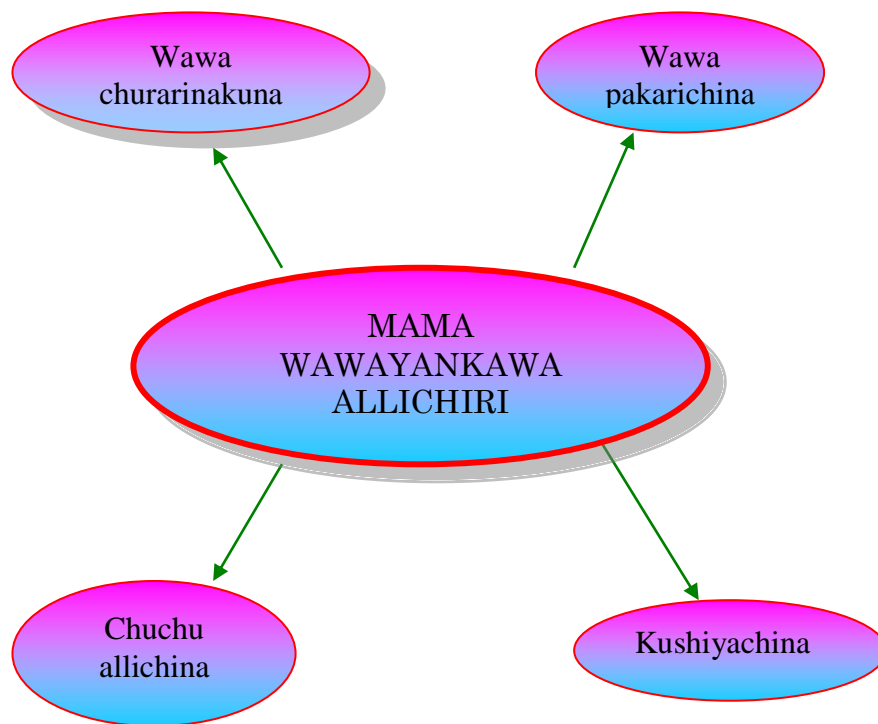 Wawa
churarinakuna
Wawa
pakarichina
MAMA
WAWAYANKAWA
ALLICHIRI
Chuchu
allichina
Kushiyachina